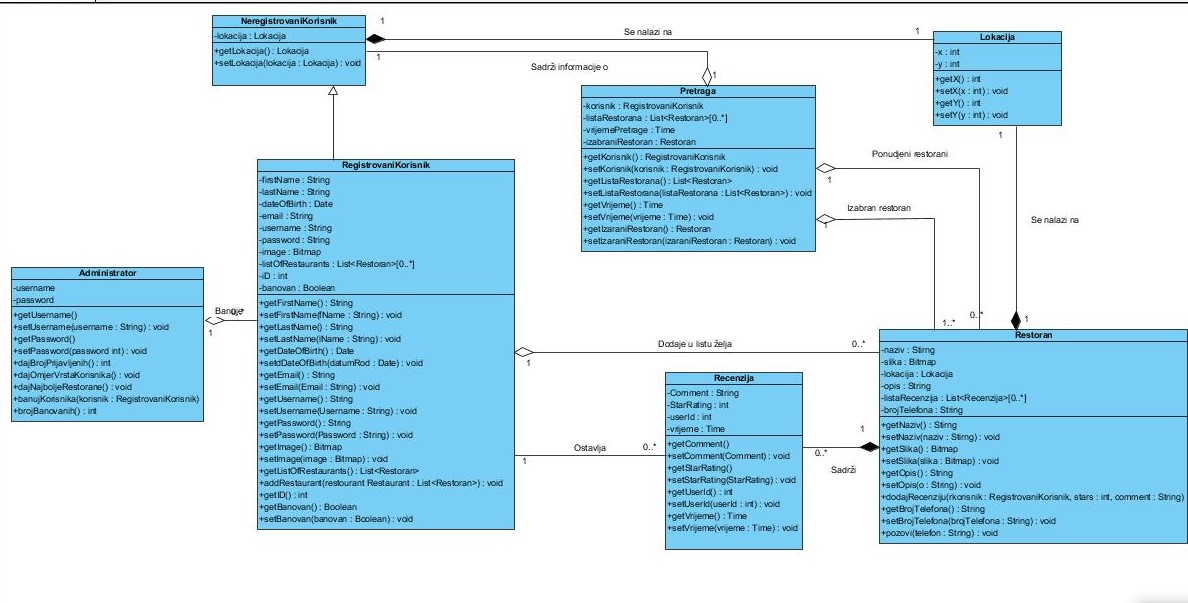 NeregistrovaniKorisnik
-lokacija : Lokacija
+getLokacija() : Lokacija
+setLokacija(lokacija : Lokacija) : void
1
Se nalazi na
1
1
Sadrži informacije o
1
Lokacija
-x : int
-y : int
+getX() : int
+setX(x : int) : void
+getY() : int
+setY(y : int) : void
1
Se nalazi na
1
Pretraga
-korisnik : RegistrovaniKorisnik
-listaRestorana : List<Restoran>[0..*]
-vrijemePretrage : Time
-izabraniRestoran : Restoran
+getKorisnik() : RegistrovaniKorisnik
+setKorisnik(korisnik : RegistrovaniKorisnik) : void
+getListaRestorana() : List<Restoran>
+setListaRestorana(listaRestorana : List<Restoran>) : void
+getVrijeme() : Time
+setVrijeme(vrijeme : Time) : void
+getIzaraniRestoran() : Restoran
+setIzaraniRestoran(izaraniRestoran : Restoran) : void
Ponudjeni restorani
1
0..*
Izabran restoran
1
1..*
RegistrovaniKorisnik
-firstName : String
-lastName : String
-dateOfBirth : Date
-email : String
-username : String
-password : String
-image : Bitmap
-listOfRestaurants : List<Restoran>[0..*]
-iD : int
-banovan : Boolean
+getFirstName() : String
+setFirstName(fName : String) : void
+getLastName() : String
+setLastName(lName : String) : void
+getDateOfBirth() : Date
+setdDateOfBirth(datumRod : Date) : void
+getEmail() : String
+setEmail(Email : String) : void
+getUsername() : String
+setUsername(Username : String) : void
+getPassword() : String
+setPassword(Password : String) : void
+getImage() : Bitmap
+setImage(image : Bitmap) : void
+getListOfRestaurants() : List<Restoran>
+addRestaurant(restourant Restaurant : List<Restoran>) : void
+getID() : int
+getBanovan() : Boolean
+setBanovan(banovan : Boolean) : void
Administrator
-username
-password
+getUsername()
+setUsername(username : String) : void
+getPassword()
+setPassword(password int) : void
+dajBrojPrijavljenih() : int
+dajOmjerVrstaKorisnika() : void
+dajNajboljeRestorane() : void
+banujKorisnika(korisnik : RegistrovaniKorisnik)
+brojBanovanih() : int
Banuje
0..*
1
Dodaje u listu želja
1
0..*
Ostavlja
1
0..*
Recenzija
-Comment : String
-StarRating : int
-userId : int
-vrijeme : Time
+getComment()
+setComment(Comment) : void
+getStarRating()
+setStarRating(StarRating) : void
+getUserId() : int
+setUserId(userId : int) : void
+getVrijeme() : Time
+setVrijeme(vrijeme : Time) : void
1
0..*
Sadrži
Restoran
-naziv : Stirng
-slika : Bitmap
-lokacija : Lokacija
-opis : String
-listaRecenzija : List<Recenzija>[0..*]
-brojTelefona : String
+getNaziv() : Stirng
+setNaziv(naziv : Stirng) : void
+getSlika() : Bitmap
+setSlika(slika : Bitmap) : void
+getOpis() : String
+setOpis(o : String) : void
+dodajRecenziju(rkorisnik : RegistrovaniKorisnik, stars : int, comment : String)
+getBrojTelefona() : String
+setBrojTelefona(brojTelefona : String) : void
+pozovi(telefon : String) : void